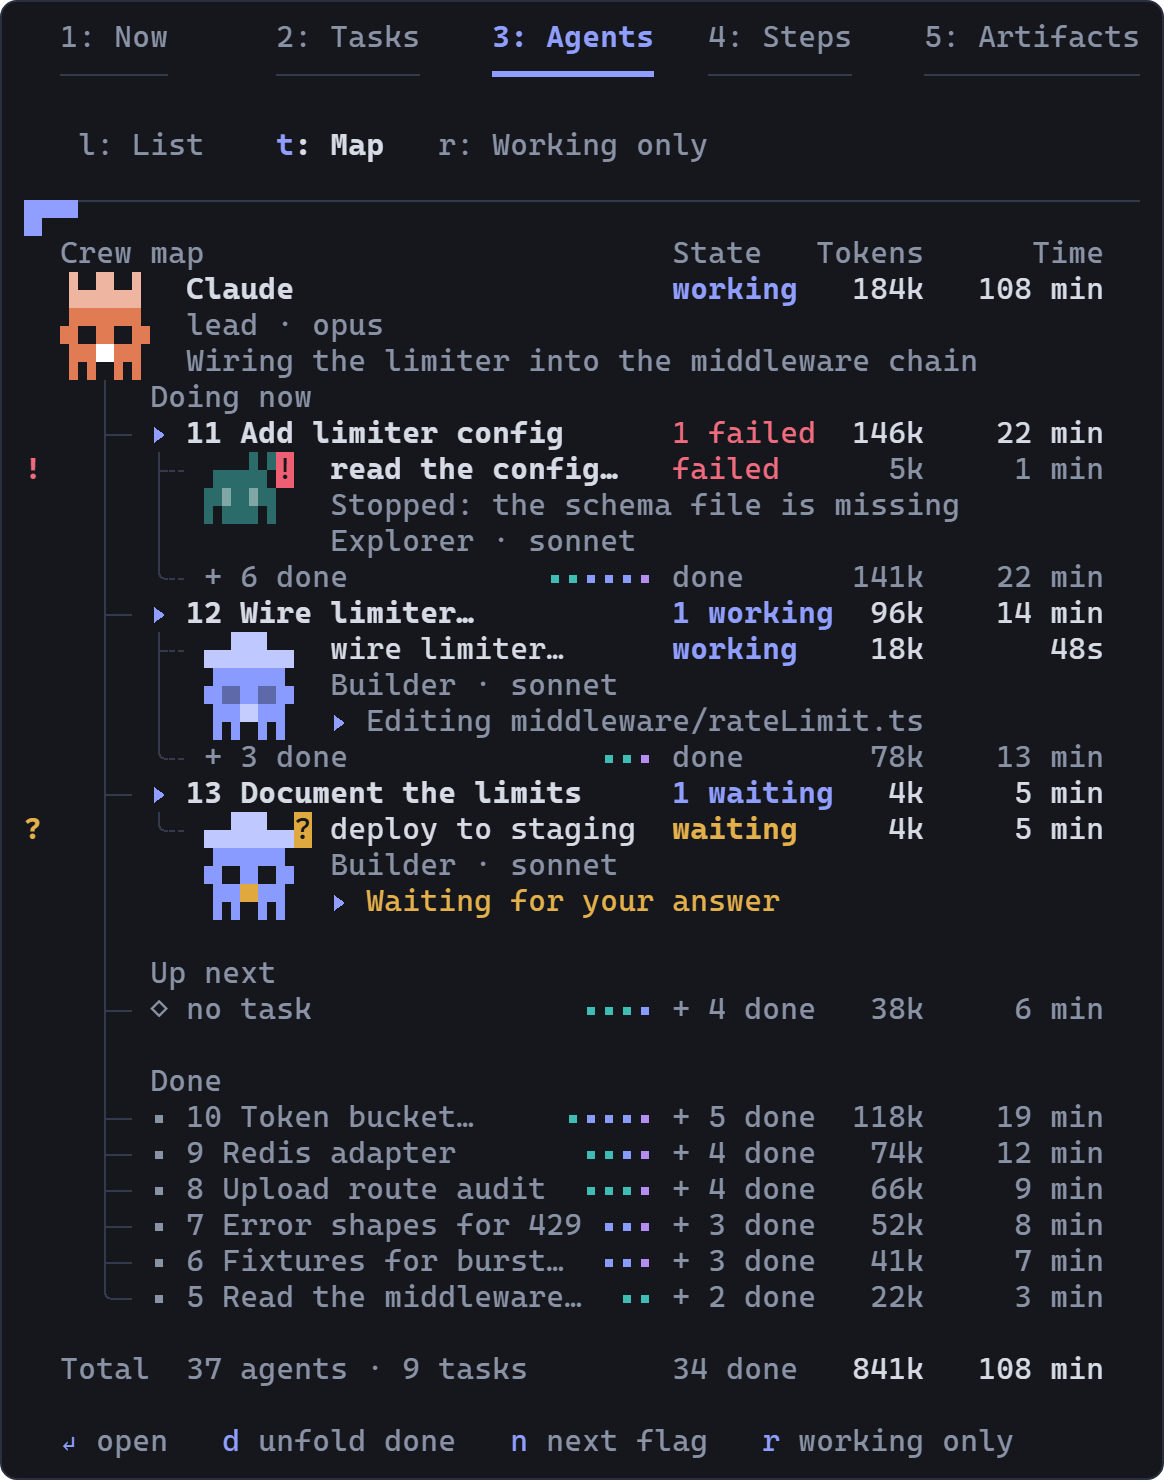 1: Now 2: Tasks 3: Agents 4: Steps 5: Artifacts
l: List t: Map r: Working only
Crew map State Tokens Time
Claude working 184k 108 min
lead · opus
Wiring the limiter into the middleware chain
Doing now
11 Add limiter config 1 failed 146k 22 min
! ! read the config… failed 5k 1 min
Stopped: the schema file is missing
Explorer · sonnet
+ 6 done done 141k 22 min
12 Wire limiter… 1 working 96k 14 min
wire limiter… working 18k 48s
Builder · sonnet
Editing middleware/rateLimit.ts
+ 3 done done 78k 13 min
13 Document the limits 1 waiting 4k 5 min
? ? deploy to staging waiting 4k 5 min
Builder · sonnet
Waiting for your answer
Up next
◇ no task + 4 done 38k 6 min
Done
10 Token bucket… + 5 done 118k 19 min
9 Redis adapter + 4 done 74k 12 min
8 Upload route audit + 4 done 66k 9 min
7 Error shapes for 429 + 3 done 52k 8 min
6 Fixtures for burst… + 3 done 41k 7 min
5 Read the middleware… + 2 done 22k 3 min
Total 37 agents · 9 tasks 34 done 841k 108 min
↲ open d unfold done n next flag r working only